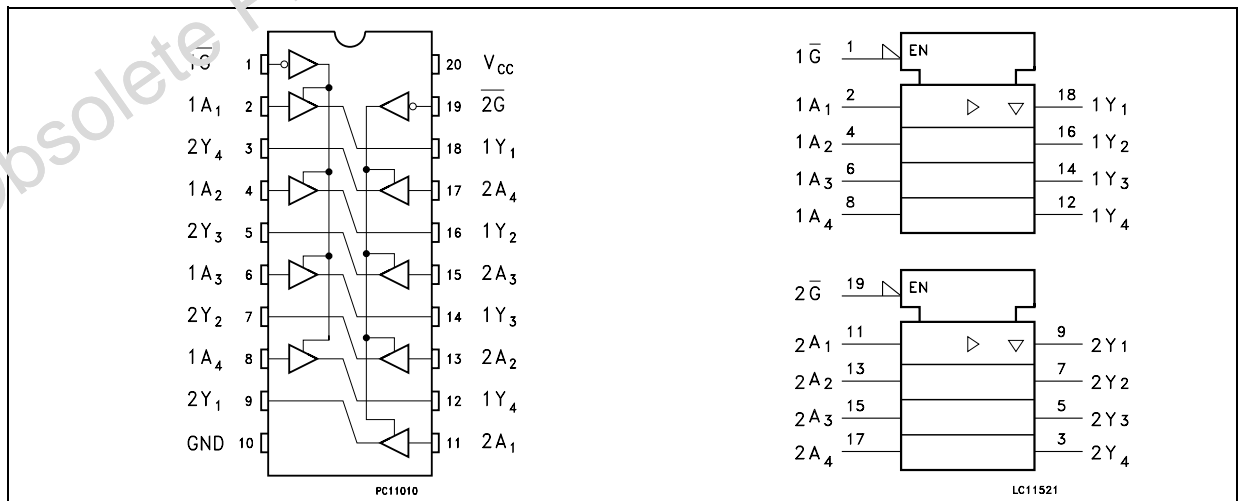 Obsolete P
1G̅ 1 20 VCC
1A1 2 19 2G̅
2Y4 3 18 1Y1
1A2 4 17 2A4
2Y3 5 16 1Y2
1A3 6 15 2A3
2Y2 7 14 1Y3
1A4 8 13 2A2
2Y1 9 12 1Y4
GND 10 11 2A1
PC11010
1G̅ 1 EN
1A1 2 18 1Y1
1A2 4 16 1Y2
1A3 6 14 1Y3
1A4 8 12 1Y4
2G̅ 19 EN
2A1 11 9 2Y1
2A2 13 7 2Y2
2A3 15 5 2Y3
2A4 17 3 2Y4
LC11521